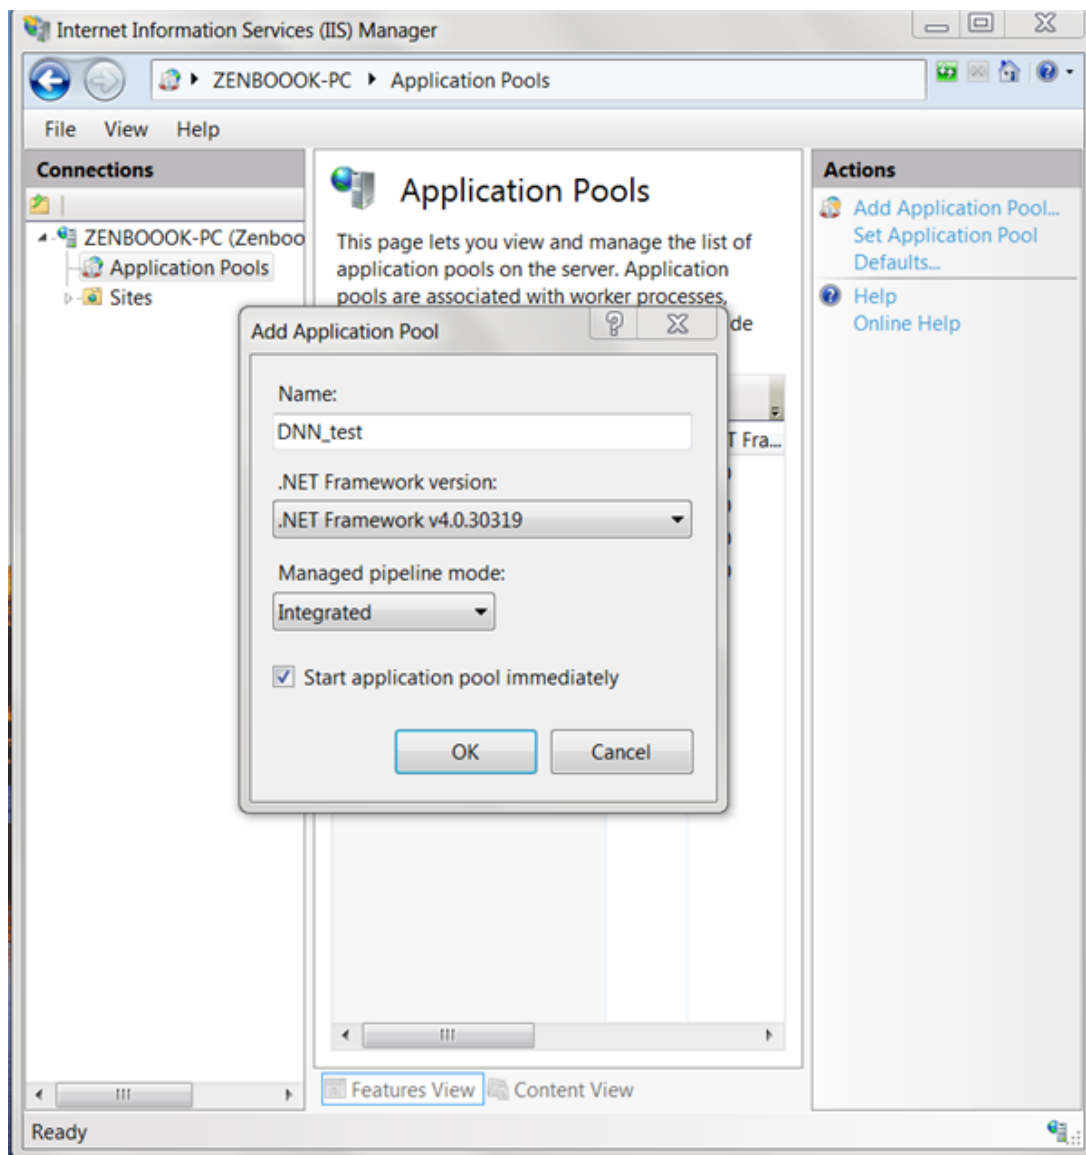 Internet Information Services (IIS) Manager
ZENBOOOK-PC Application Pools
File View Help
Connections
ZENBOOOK-PC (Zenboo
Application Pools
Sites
Application Pools
This page lets you view and manage the list of
application pools on the server. Application
pools are associated with worker processes,
de
T Fra...
Add Application Pool
Name:
DNN_test
.NET Framework version:
.NET Framework v4.0.30319
Managed pipeline mode:
Integrated
Start application pool immediately
OK Cancel
Features View Content View
Actions
Add Application Pool...
Set Application Pool
Defaults...
Help
Online Help
Ready